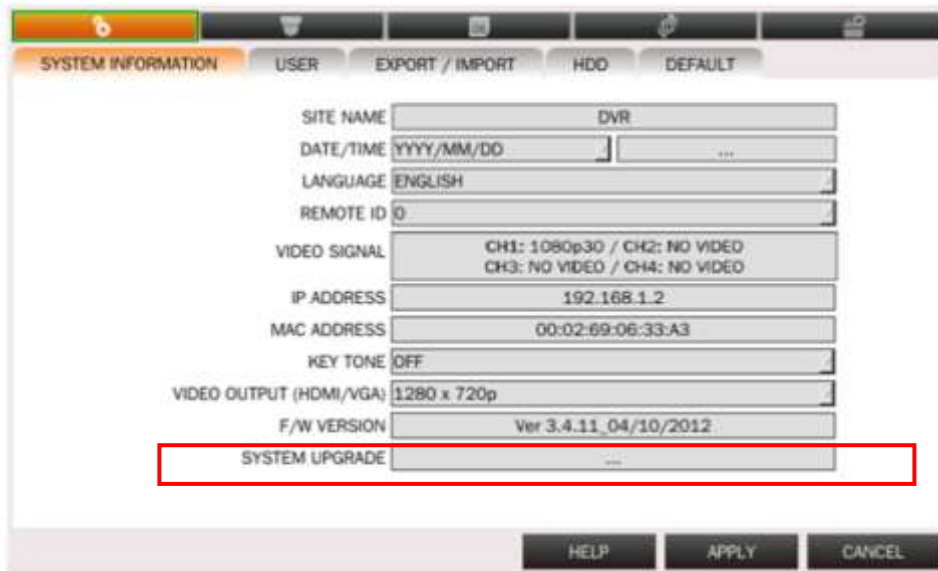 SYSTEM INFORMATION USER EXPORT / IMPORT HDD DEFAULT
SITE NAME DVR
DATE/TIME YYYY/MM/DD ...
LANGUAGE ENGLISH
REMOTE ID 0
VIDEO SIGNAL CH1: 1080p30 / CH2: NO VIDEO
CH3: NO VIDEO / CH4: NO VIDEO
IP ADDRESS 192.168.1.2
MAC ADDRESS 00:02:69:06:33:A3
KEY TONE OFF
VIDEO OUTPUT (HDMI/VGA) 1280 x 720p
F/W VERSION Ver 3.4.11_04/10/2012
SYSTEM UPGRADE ...
HELP APPLY CANCEL